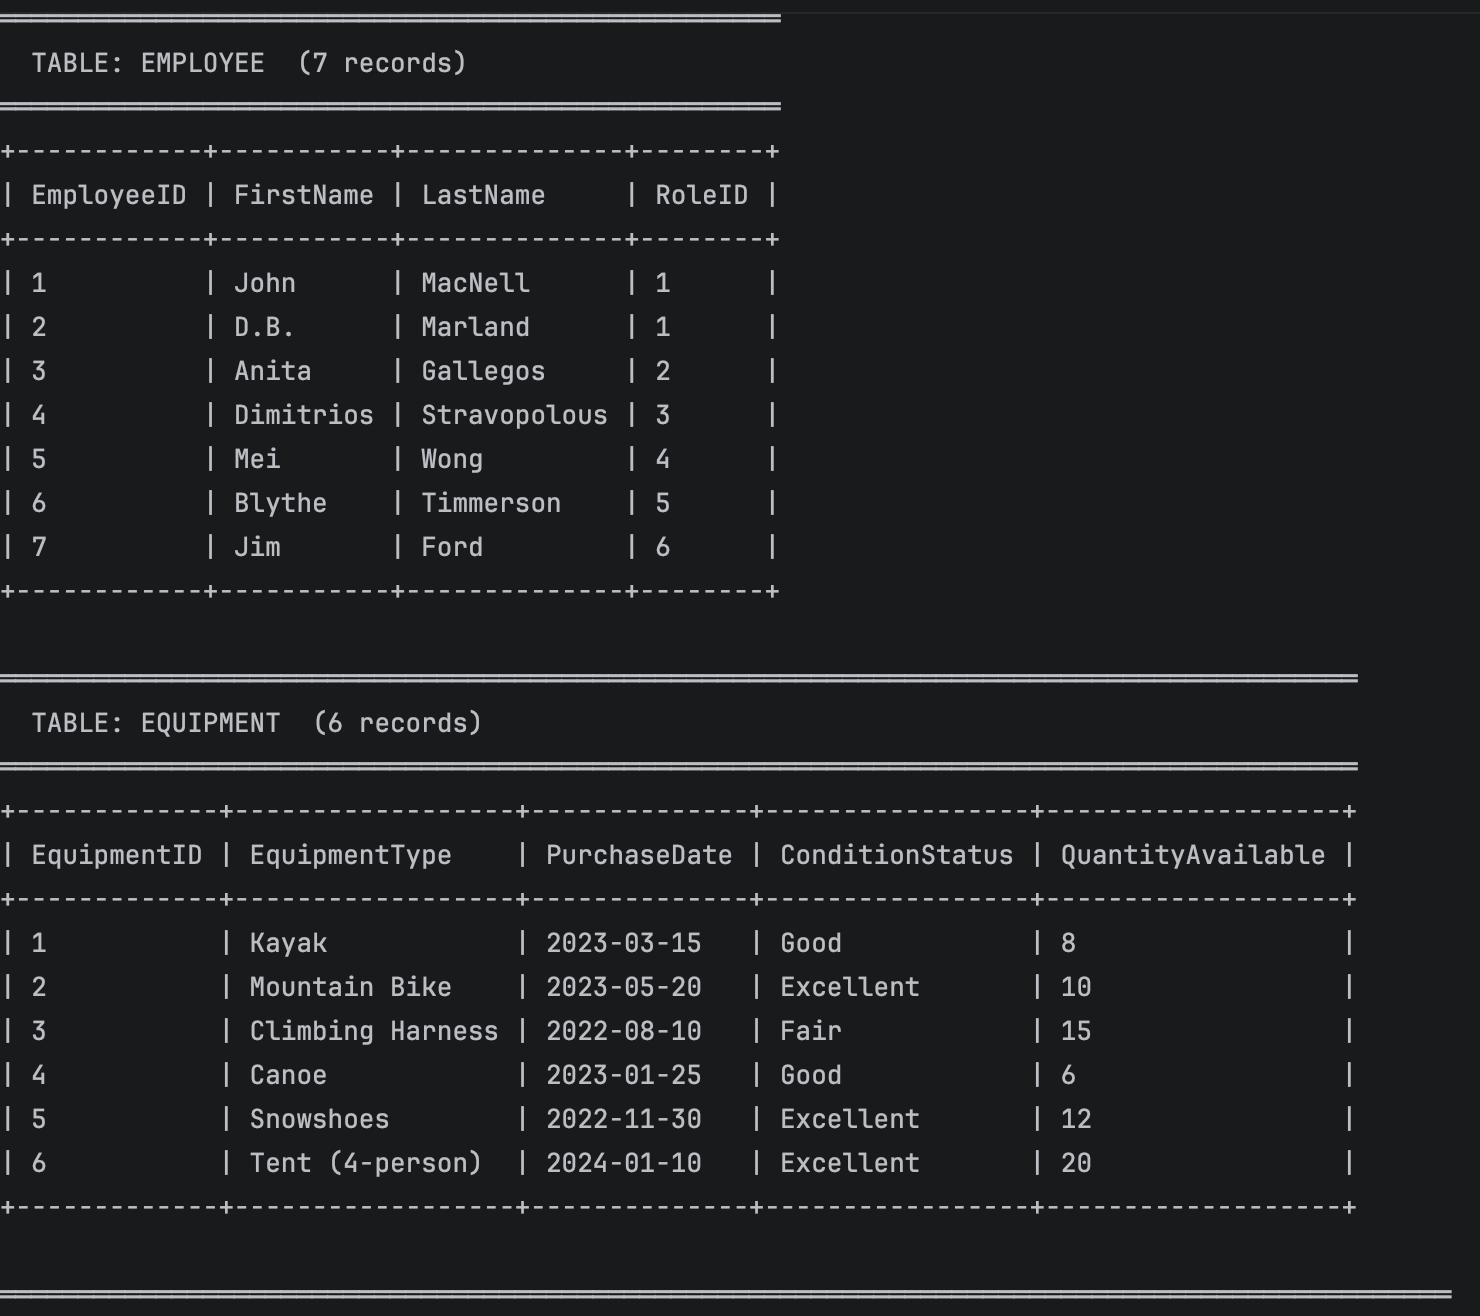 TABLE: EMPLOYEE  (7 records)
+------------+-----------+--------------+--------+
| EmployeeID | FirstName | LastName     | RoleID |
+------------+-----------+--------------+--------+
| 1          | John      | MacNell      | 1      |
| 2          | D.B.      | Marland      | 1      |
| 3          | Anita     | Gallegos     | 2      |
| 4          | Dimitrios | Stravopolous | 3      |
| 5          | Mei       | Wong         | 4      |
| 6          | Blythe    | Timmerson    | 5      |
| 7          | Jim       | Ford         | 6      |
+------------+-----------+--------------+--------+
TABLE: EQUIPMENT  (6 records)
+-------------+------------------+--------------+-----------------+-------------------+
| EquipmentID | EquipmentType    | PurchaseDate | ConditionStatus | QuantityAvailable |
+-------------+------------------+--------------+-----------------+-------------------+
| 1           | Kayak            | 2023-03-15   | Good            | 8                 |
| 2           | Mountain Bike    | 2023-05-20   | Excellent       | 10                |
| 3           | Climbing Harness | 2022-08-10   | Fair            | 15                |
| 4           | Canoe            | 2023-01-25   | Good            | 6                 |
| 5           | Snowshoes        | 2022-11-30   | Excellent       | 12                |
| 6           | Tent (4-person)  | 2024-01-10   | Excellent       | 20                |
+-------------+------------------+--------------+-----------------+-------------------+